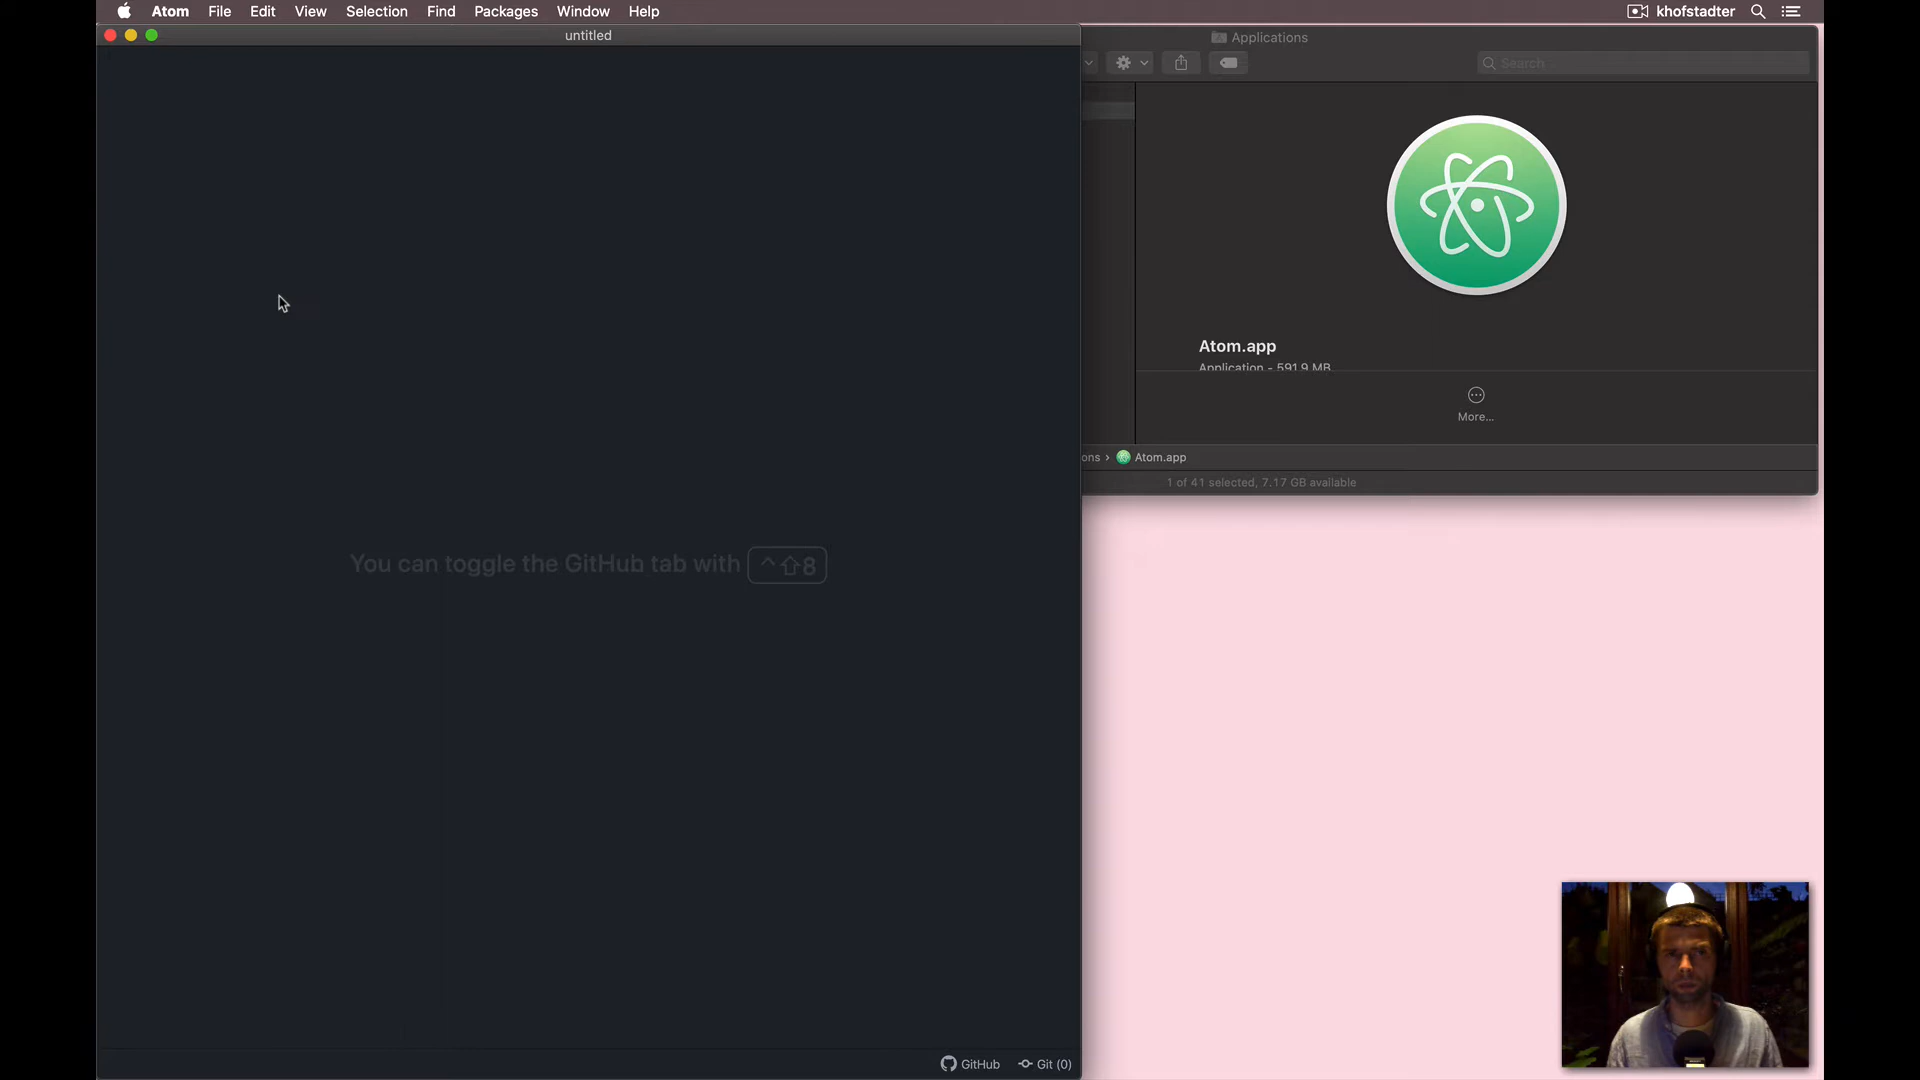 Atom File Edit View Selection Find Packages Window Help
khofstadter
untitled
Applications
Search
Atom.app
Application - 591.9 MB
More...
ons › Atom.app
1 of 41 selected, 7.17 GB available
You can toggle the GitHub tab with ⌃⇧8
GitHub Git (0)